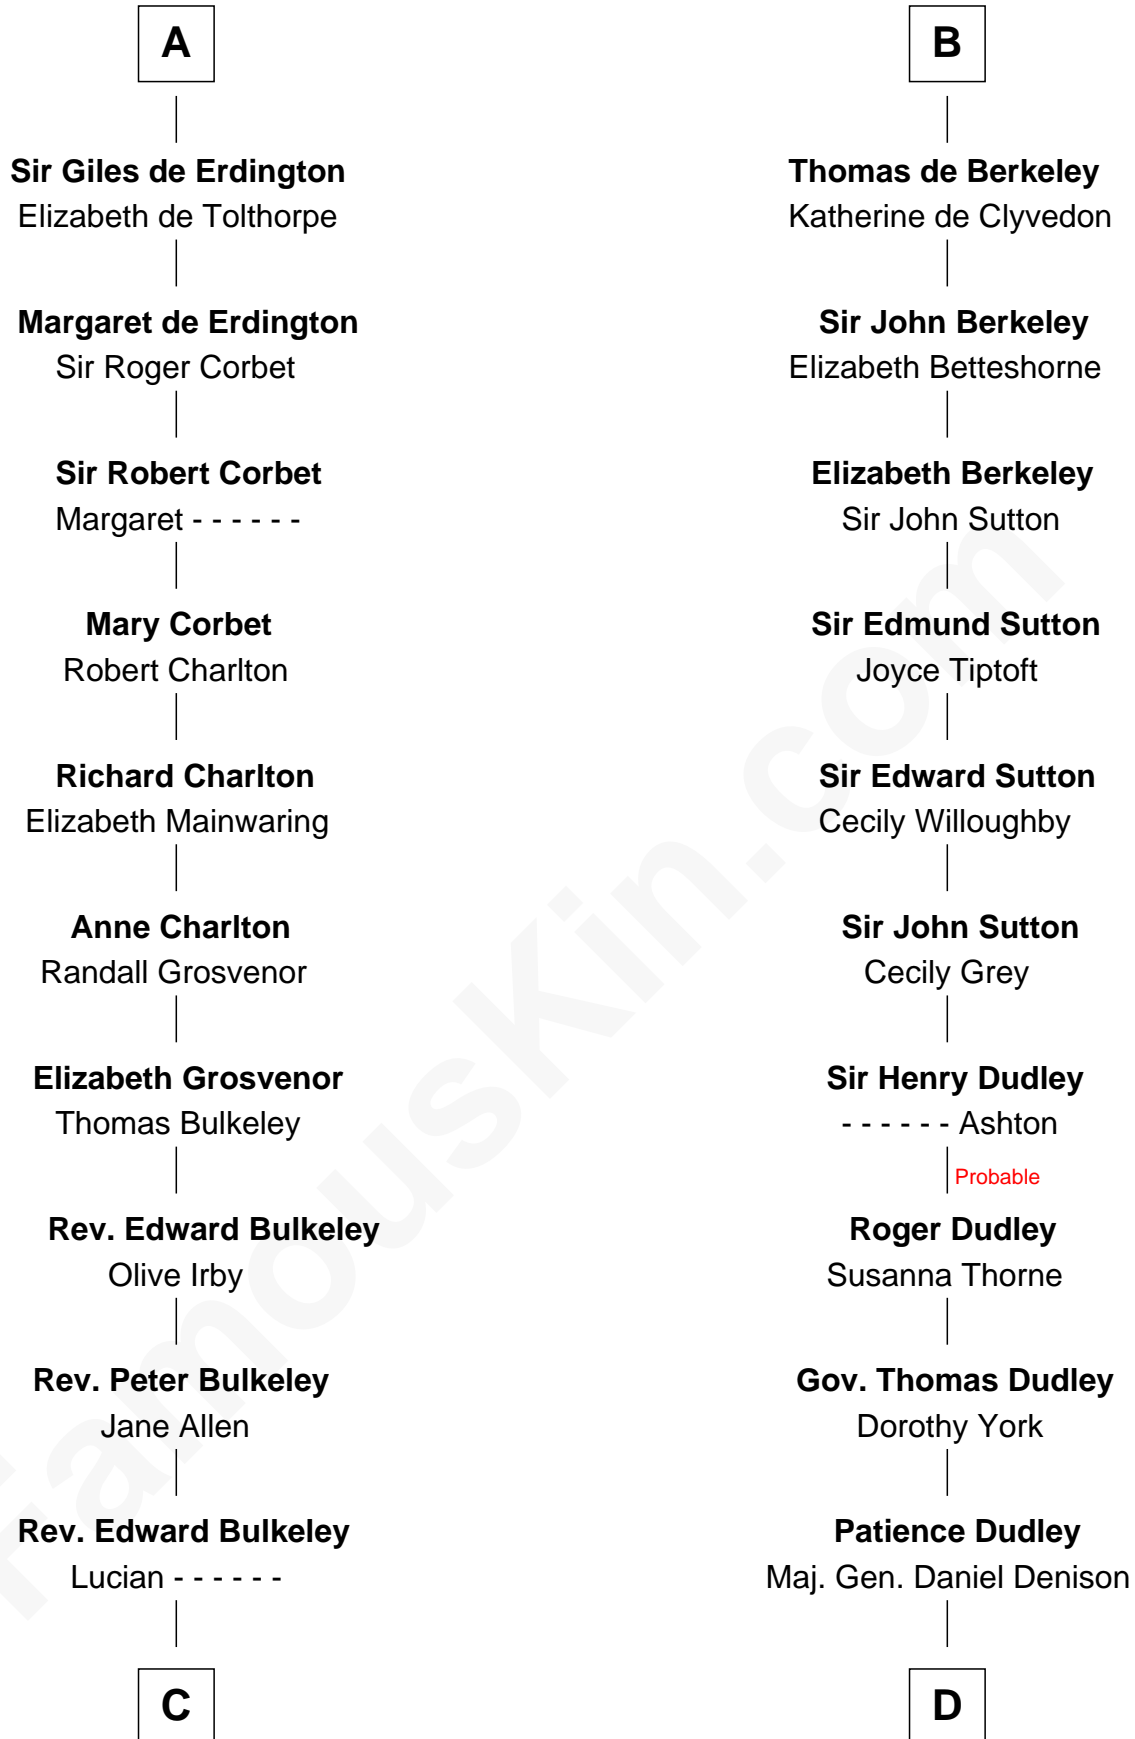 A
Sir Giles de Erdington
Elizabeth de Tolthorpe
Margaret de Erdington
Sir Roger Corbet
Sir Robert Corbet
Margaret - - - - - -
Mary Corbet
Robert Charlton
Richard Charlton
Elizabeth Mainwaring
Anne Charlton
Randall Grosvenor
Elizabeth Grosvenor
Thomas Bulkeley
Rev. Edward Bulkeley
Olive Irby
Rev. Peter Bulkeley
Jane Allen
Rev. Edward Bulkeley
Lucian - - - - - -
C
B
Thomas de Berkeley
Katherine de Clyvedon
Sir John Berkeley
Elizabeth Betteshorne
Elizabeth Berkeley
Sir John Sutton
Sir Edmund Sutton
Joyce Tiptoft
Sir Edward Sutton
Cecily Willoughby
Sir John Sutton
Cecily Grey
Sir Henry Dudley
- - - - - - Ashton
Probable
Roger Dudley
Susanna Thorne
Gov. Thomas Dudley
Dorothy York
Patience Dudley
Maj. Gen. Daniel Denison
D
FamousKin.com